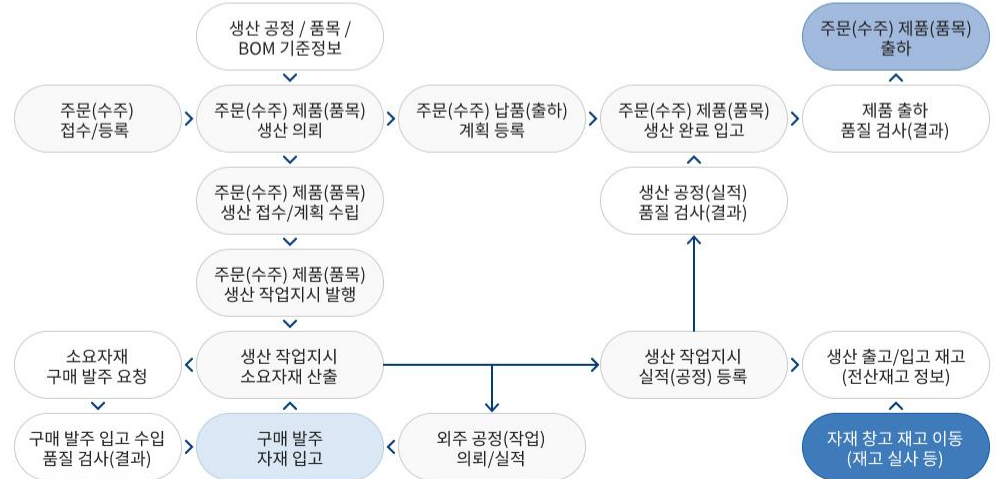 생산 공정 / 품목 /
BOM 기준정보
주문(수주) 제품(품목)
출하
주문(수주)
접수/등록
주문(수주) 제품(품목)
생산 의뢰
주문(수주) 납품(출하)
계획 등록
주문(수주) 제품(품목)
생산 완료 입고
제품 출하
품질 검사(결과)
주문(수주) 제품(품목)
생산 접수/계획 수립
생산 공정(실적)
품질 검사(결과)
주문(수주) 제품(품목)
생산 작업지시 발행
소요자재
구매 발주 요청
생산 작업지시
소요자재 산출
생산 작업지시
실적(공정) 등록
생산 출고/입고 재고
(전산재고 정보)
구매 발주 입고 수입
품질 검사(결과)
구매 발주
자재 입고
외주 공정(작업)
의뢰/실적
자재 창고 재고 이동
(재고 실사 등)